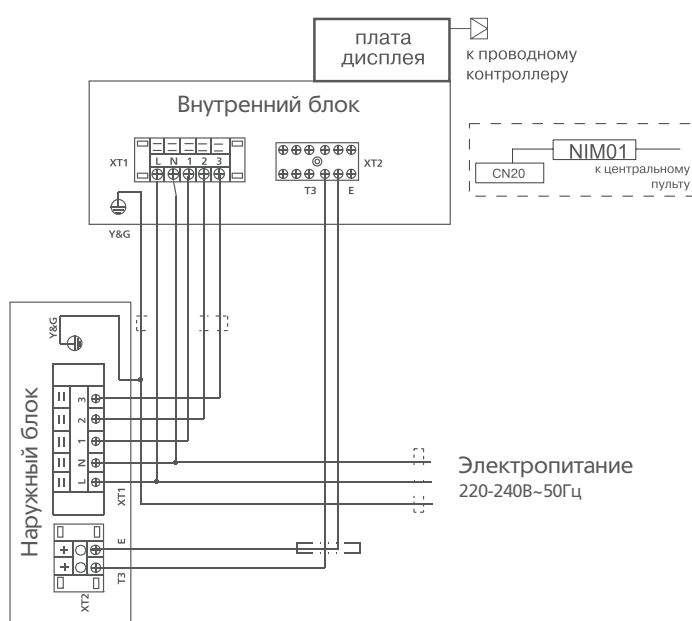 плата
дисплея
к проводному
контроллеру
Внутренний блок
XT1
L N 1 2 3
XT2
T3 E
Y&G
NIM01
CN20
к центральному
пульту
Y&G
Наружный блок
3
2
1
N
L
XT1
E
T3
XT2
Электропитание
220-240В~50Гц